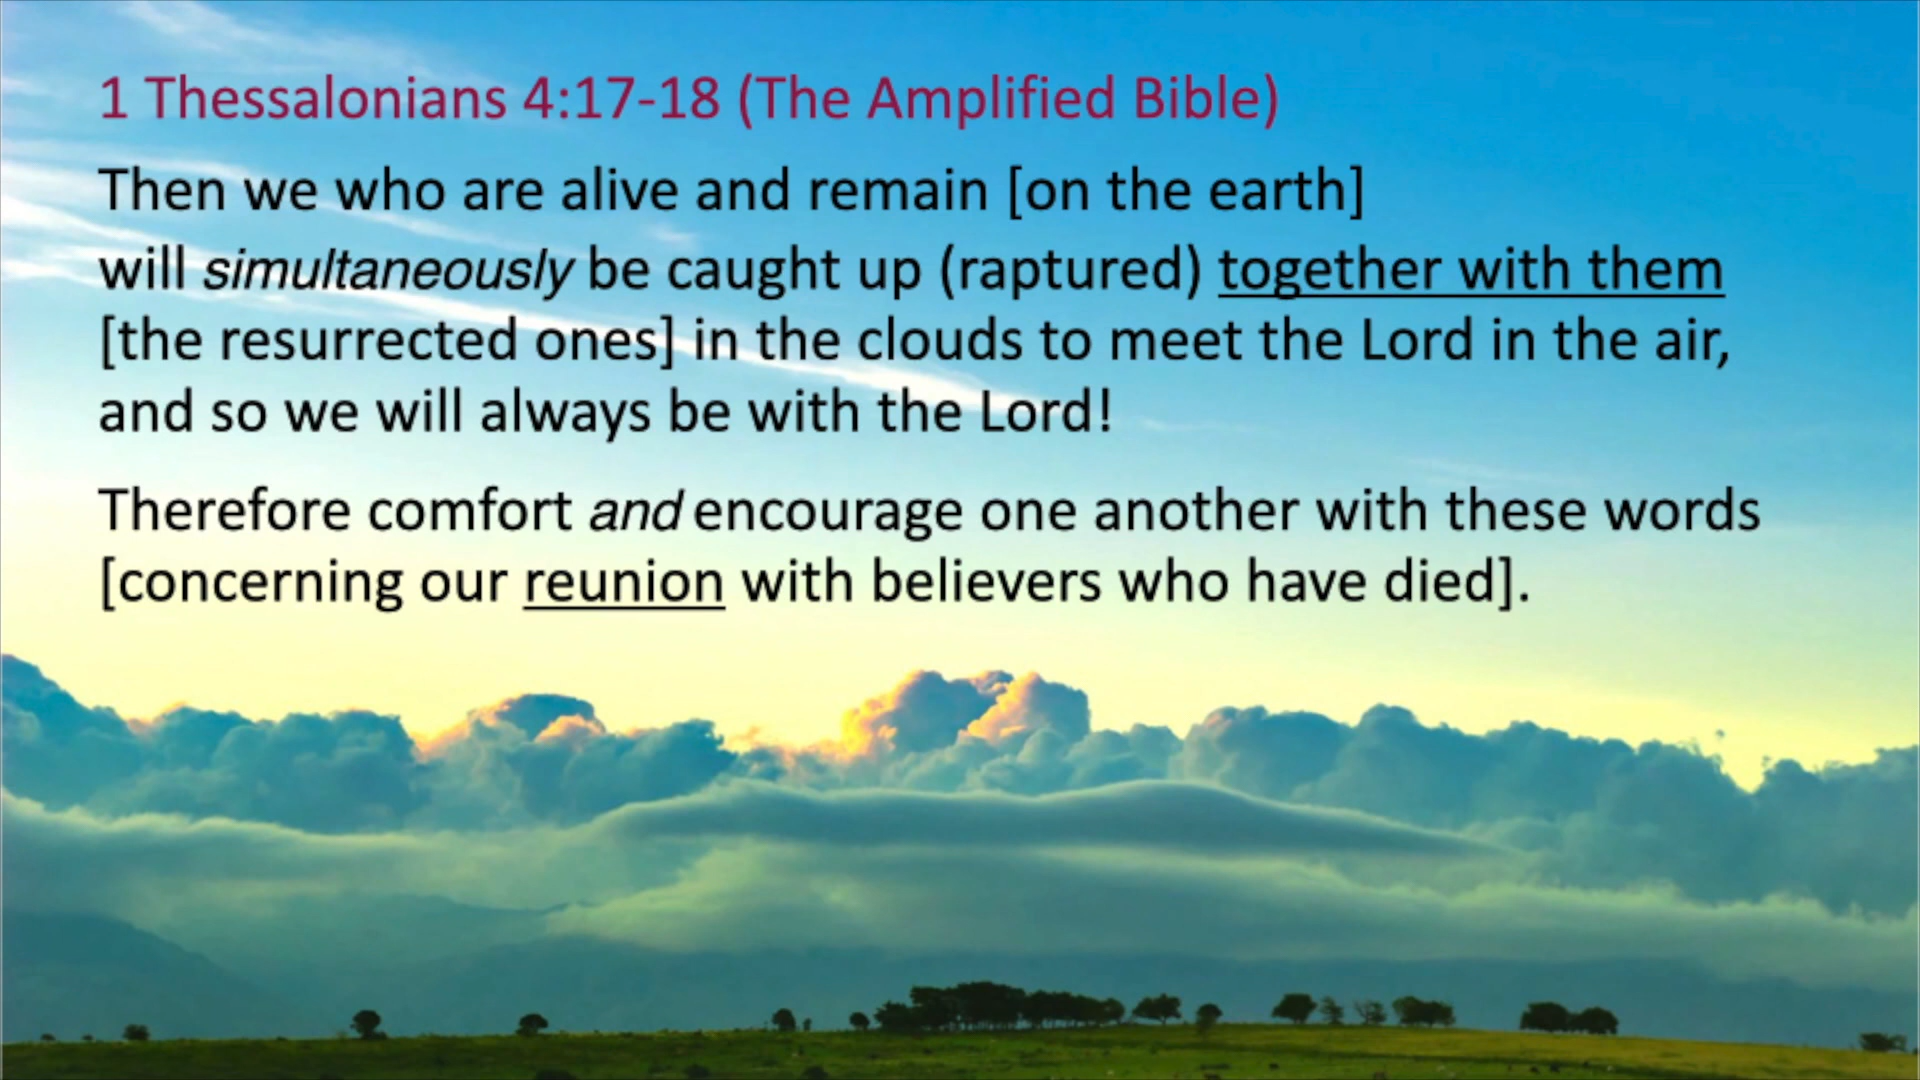 1 Thessalonians 4:17-18 (The Amplified Bible)
Then we who are alive and remain [on the earth]
will simultaneously be caught up (raptured) together with them
[the resurrected ones] in the clouds to meet the Lord in the air,
and so we will always be with the Lord!
Therefore comfort and encourage one another with these words
[concerning our reunion with believers who have died].